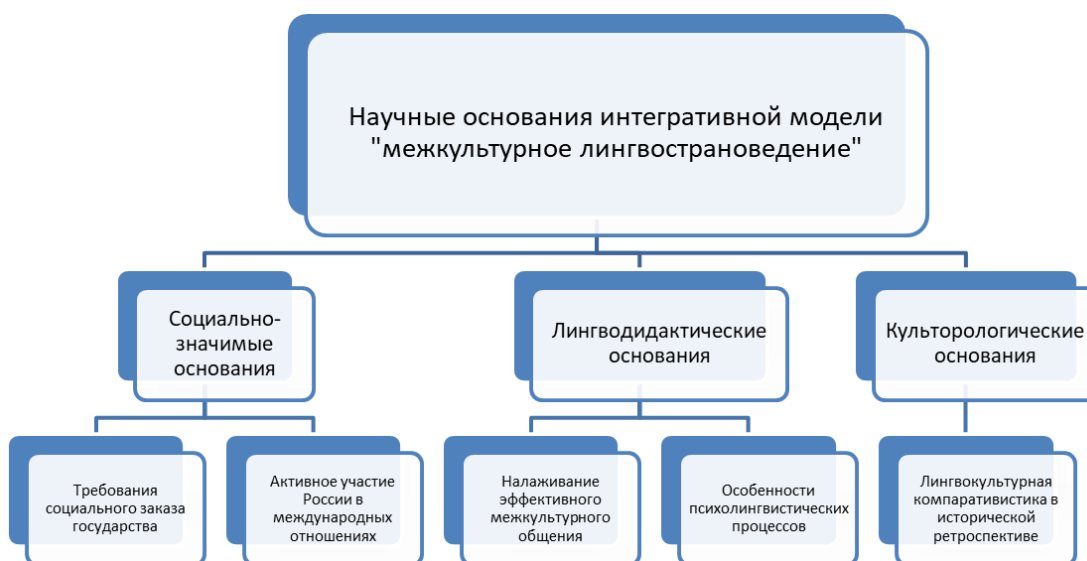 Научные основания интегративной модели
"межкультурное лингвострановедение"
Социально-
значимые
основания
Лингводидактические
основания
Культорологические
основания
Требования
социального заказа
государства
Активное участие
России в
международных
отношениях
Налаживание
эффективного
межкультурного
общения
Особенности
психолингвистических
процессов
Лингвокультурная
компаративистика в
исторической
ретроспективе